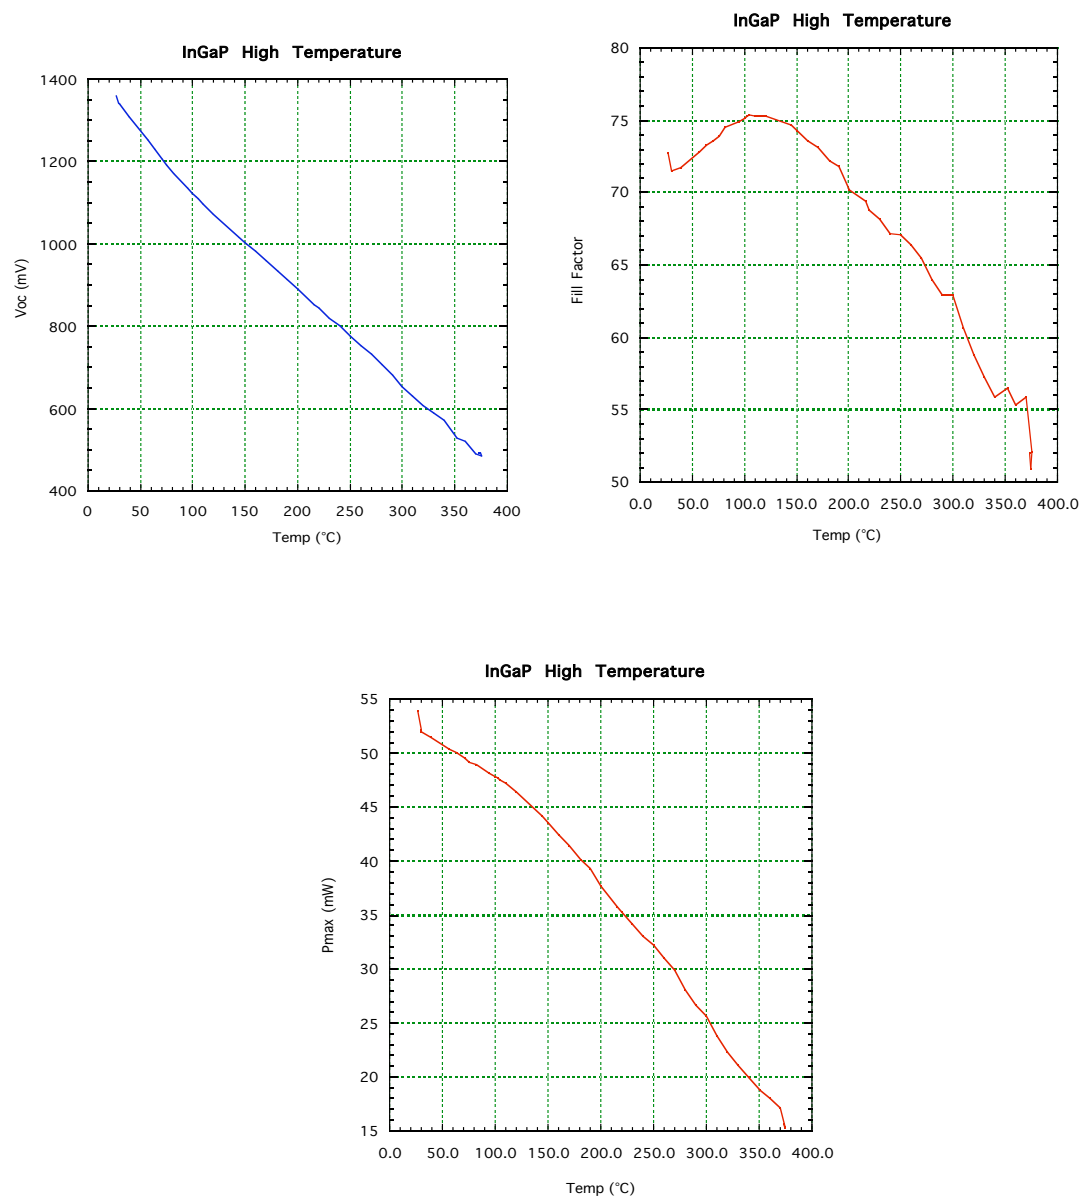 InGaP High Temperature
1400
1200
1000
800
600
400
Voc (mV)
0 50 100 150 200 250 300 350 400
Temp (°C)
InGaP High Temperature
80
75
70
65
60
55
50
Fill Factor
0.0 50.0 100.0 150.0 200.0 250.0 300.0 350.0 400.0
Temp (°C)
InGaP High Temperature
55
50
45
40
35
30
25
20
15
Pmax (mW)
0.0 50.0 100.0 150.0 200.0 250.0 300.0 350.0 400.0
Temp (°C)